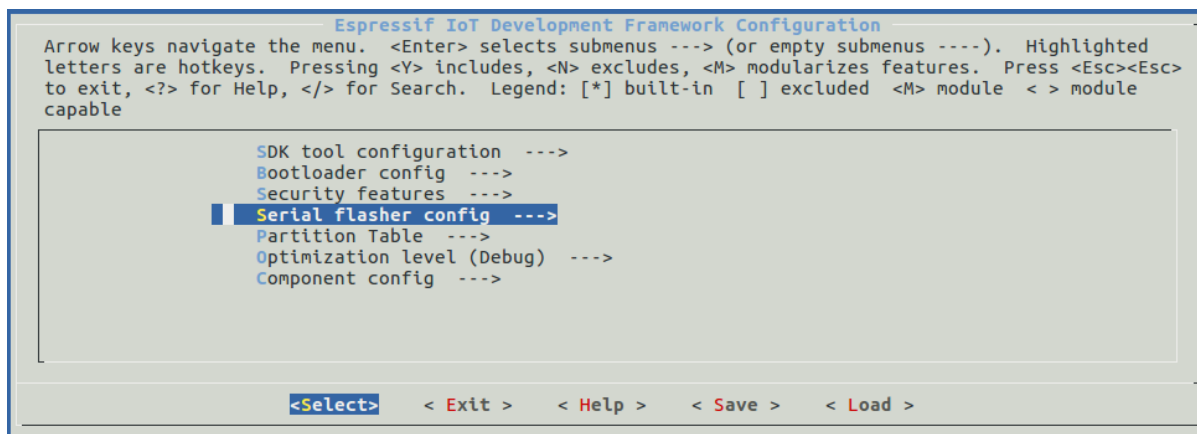 Espressif IoT Development Framework Configuration
Arrow keys navigate the menu.  <Enter> selects submenus ---> (or empty submenus ----).  Highlighted
letters are hotkeys.  Pressing <Y> includes, <N> excludes, <M> modularizes features.  Press <Esc><Esc>
to exit, <?> for Help, </> for Search.  Legend: [*] built-in  [ ] excluded  <M> module  < > module
capable
SDK tool configuration  --->
Bootloader config  --->
Security features  --->
Serial flasher config  --->
Partition Table  --->
Optimization level (Debug)  --->
Component config  --->
<Select>    < Exit >    < Help >    < Save >    < Load >